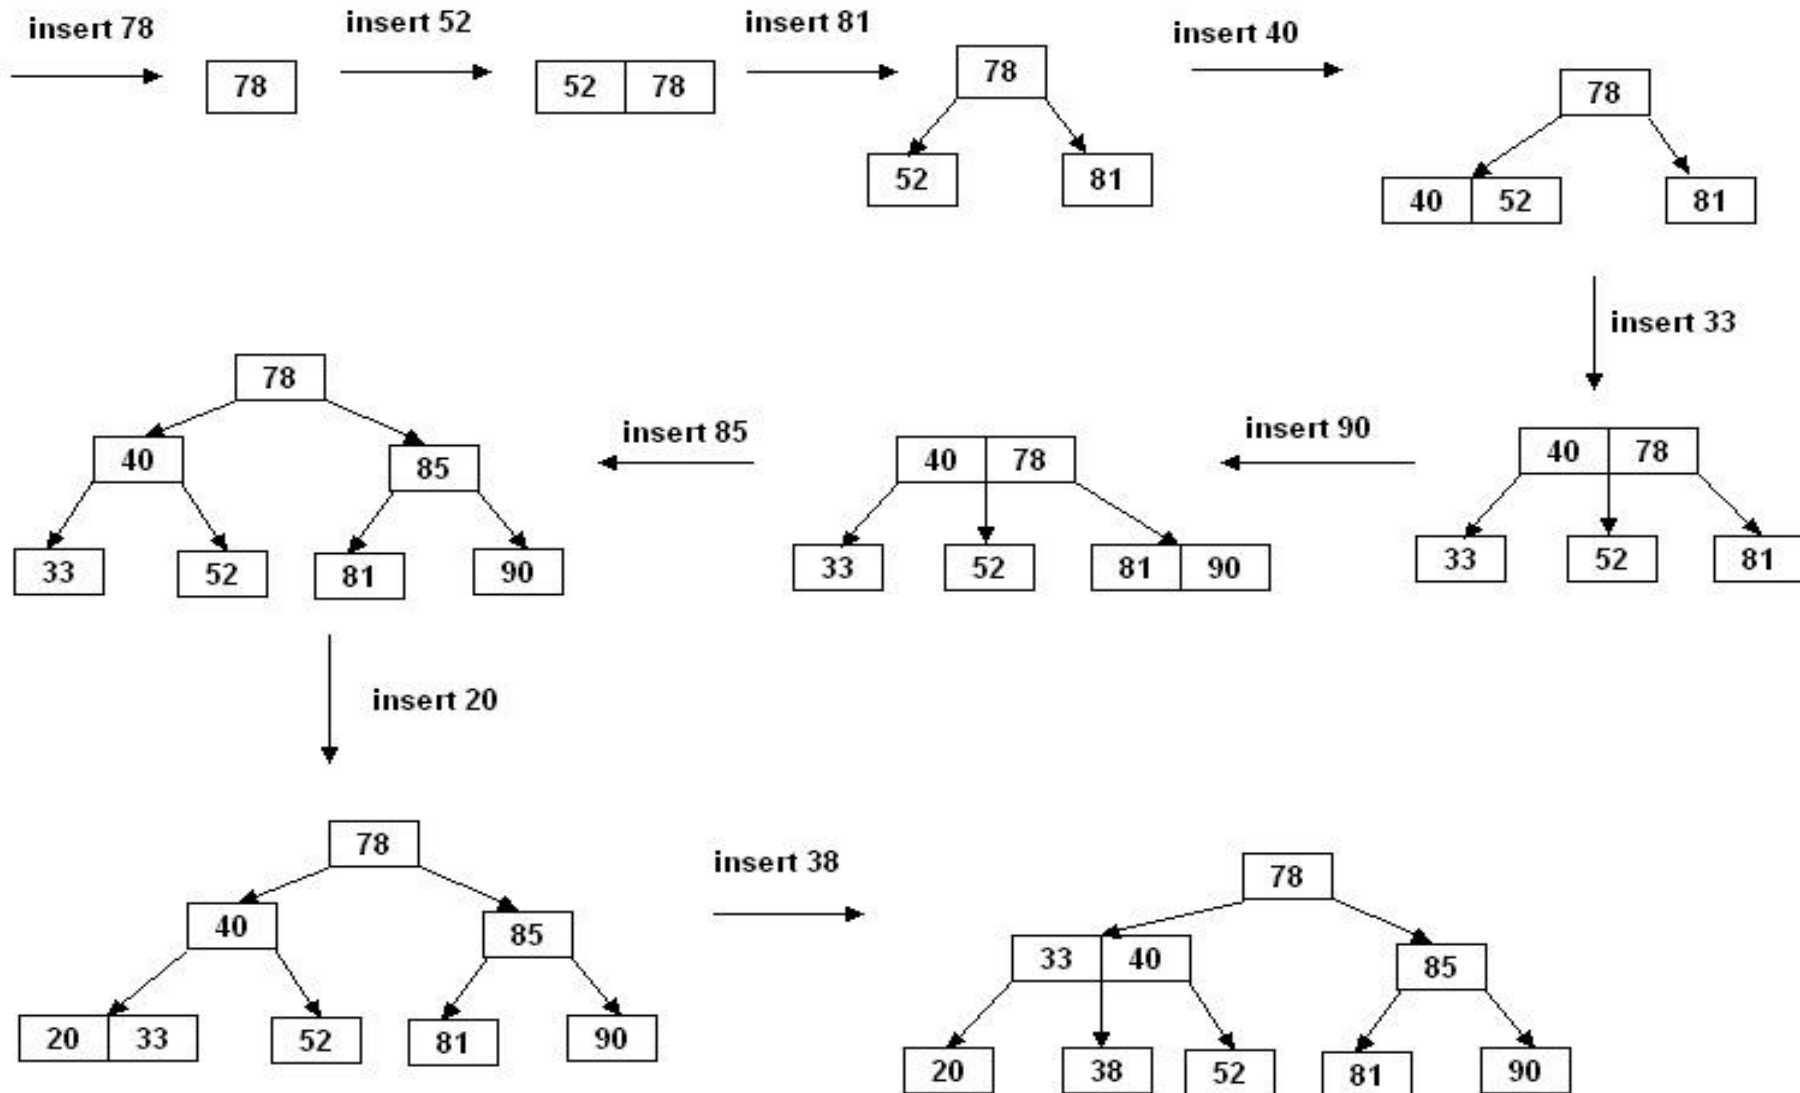 insert 78
insert 52
insert 81
insert 40
78
52 78
78
52 81
78
40 52 81
insert 33
40 78
33 52 81
insert 90
40 78
33 52 81 90
insert 85
78
40 85
33 52 81 90
insert 20
78
40 85
20 33 52 81 90
insert 38
78
33 40 85
20 38 52 81 90